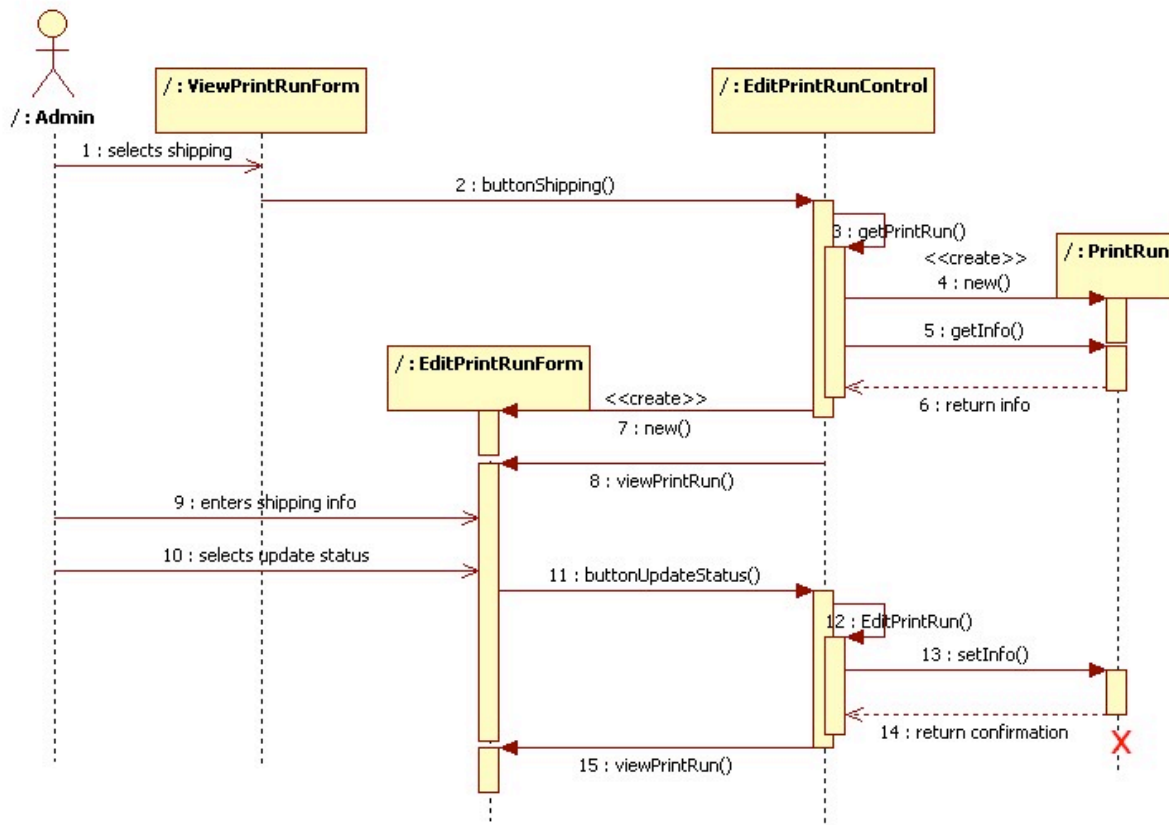 / : Admin
/ : ViewPrintRunForm
/ : EditPrintRunControl
1 : selects shipping
2 : buttonShipping()
3 : getPrintRun()
/ : PrintRun
<<create>>
4 : new()
5 : getInfo()
/ : EditPrintRunForm
6 : return info
<<create>>
7 : new()
8 : viewPrintRun()
9 : enters shipping info
10 : selects update status
11 : buttonUpdateStatus()
12 : EditPrintRun()
13 : setInfo()
14 : return confirmation
X
15 : viewPrintRun()